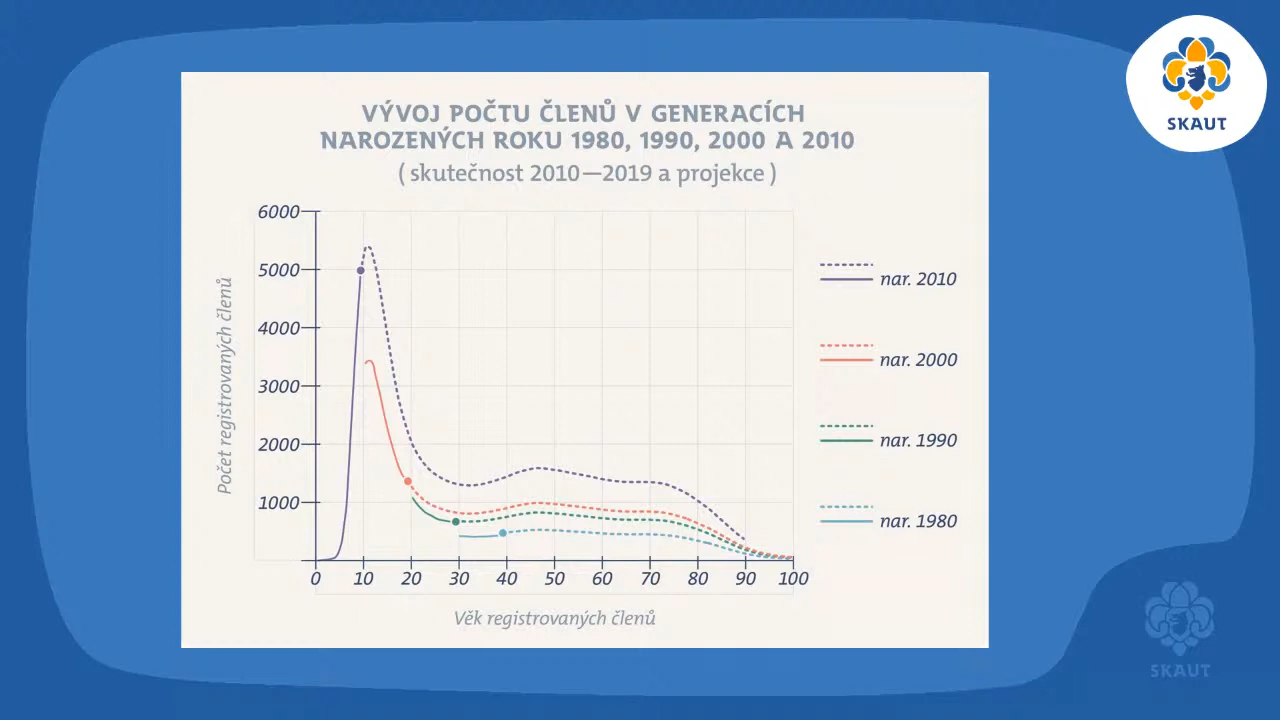 SKAUT
VÝVOJ POČTU ČLENŮ V GENERACÍCH
NAROZENÝCH ROKU 1980, 1990, 2000 A 2010
( skutečnost 2010—2019 a projekce )
Počet registrovaných členů
6000
5000
4000
3000
2000
1000
0 10 20 30 40 50 60 70 80 90 100
Věk registrovaných členů
nar. 2010
nar. 2000
nar. 1990
nar. 1980
SKAUT